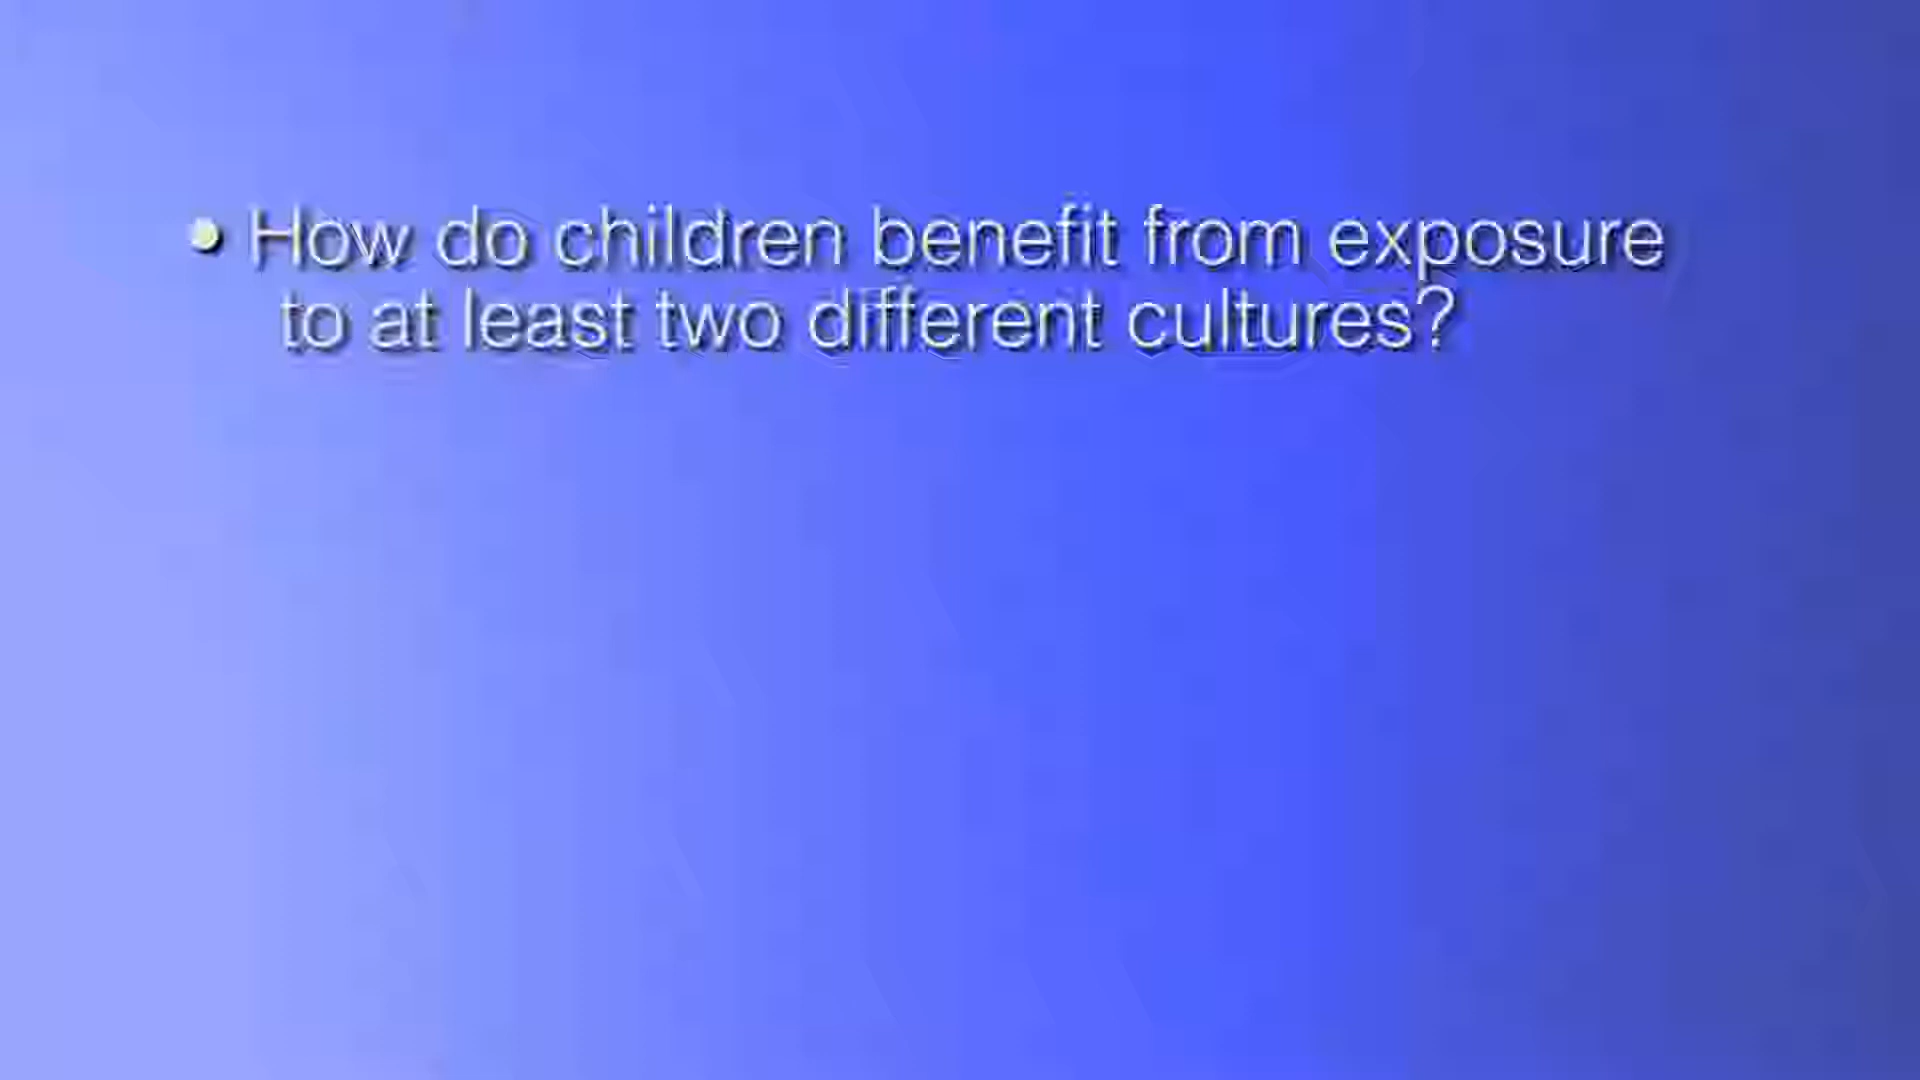 • How do children benefit from exposure
to at least two different cultures?